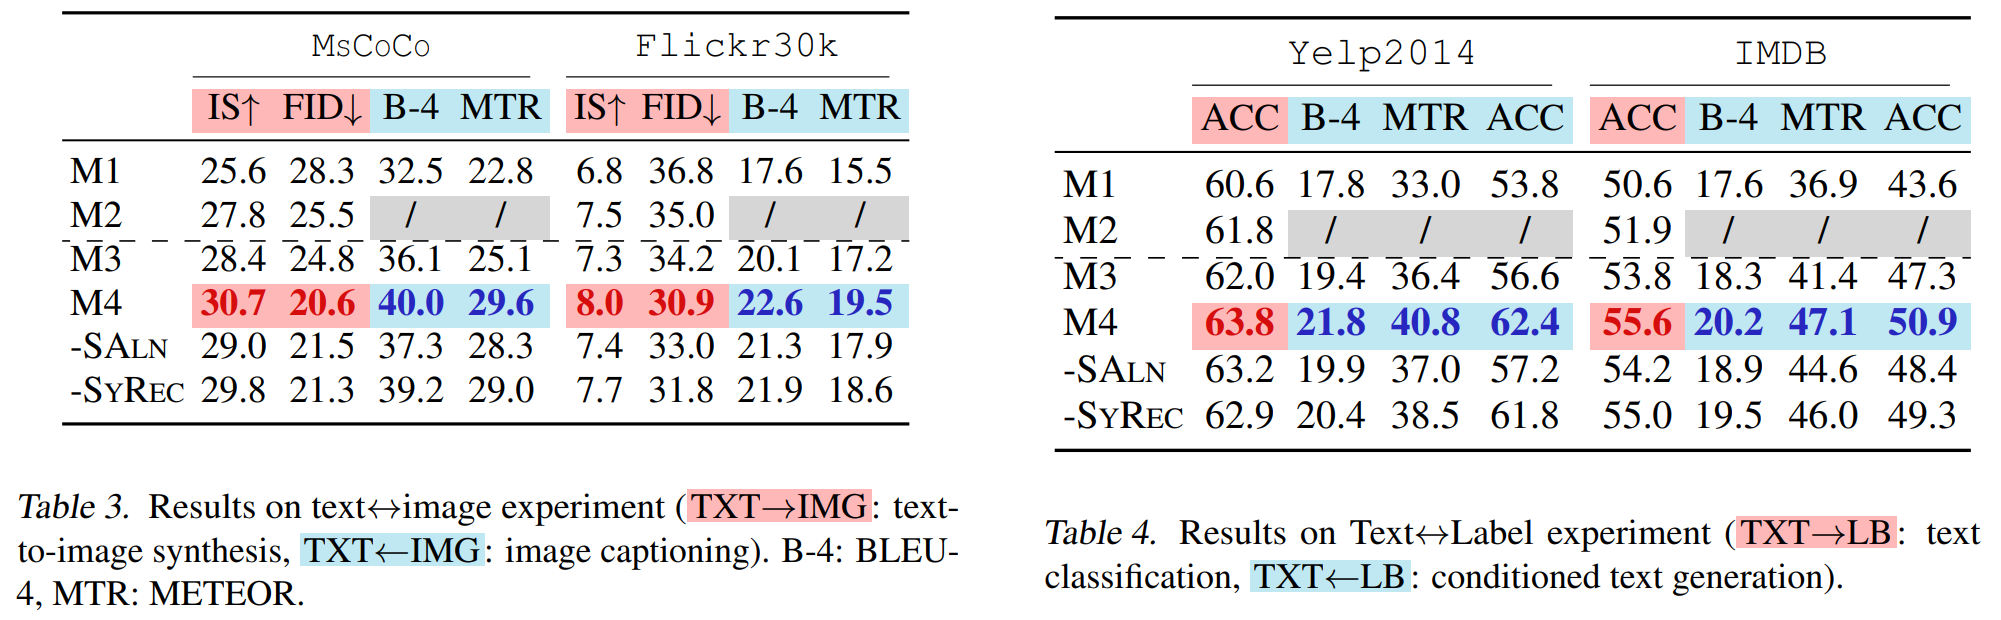 MSCOCO Flickr30k
IS↑ FID↓ B-4 MTR IS↑ FID↓ B-4 MTR
M1 25.6 28.3 32.5 22.8 6.8 36.8 17.6 15.5
M2 27.8 25.5 / / 7.5 35.0 / /
M3 28.4 24.8 36.1 25.1 7.3 34.2 20.1 17.2
M4 30.7 20.6 40.0 29.6 8.0 30.9 22.6 19.5
-SALN 29.0 21.5 37.3 28.3 7.4 33.0 21.3 17.9
-SYREC 29.8 21.3 39.2 29.0 7.7 31.8 21.9 18.6
Table 3. Results on text↔image experiment (TXT→IMG: text-
to-image synthesis, TXT←IMG: image captioning). B-4: BLEU-
4, MTR: METEOR.
Yelp2014 IMDB
ACC B-4 MTR ACC ACC B-4 MTR ACC
M1 60.6 17.8 33.0 53.8 50.6 17.6 36.9 43.6
M2 61.8 / / / 51.9 / / /
M3 62.0 19.4 36.4 56.6 53.8 18.3 41.4 47.3
M4 63.8 21.8 40.8 62.4 55.6 20.2 47.1 50.9
-SALN 63.2 19.9 37.0 57.2 54.2 18.9 44.6 48.4
-SYREC 62.9 20.4 38.5 61.8 55.0 19.5 46.0 49.3
Table 4. Results on Text↔Label experiment (TXT→LB: text
classification, TXT←LB: conditioned text generation).